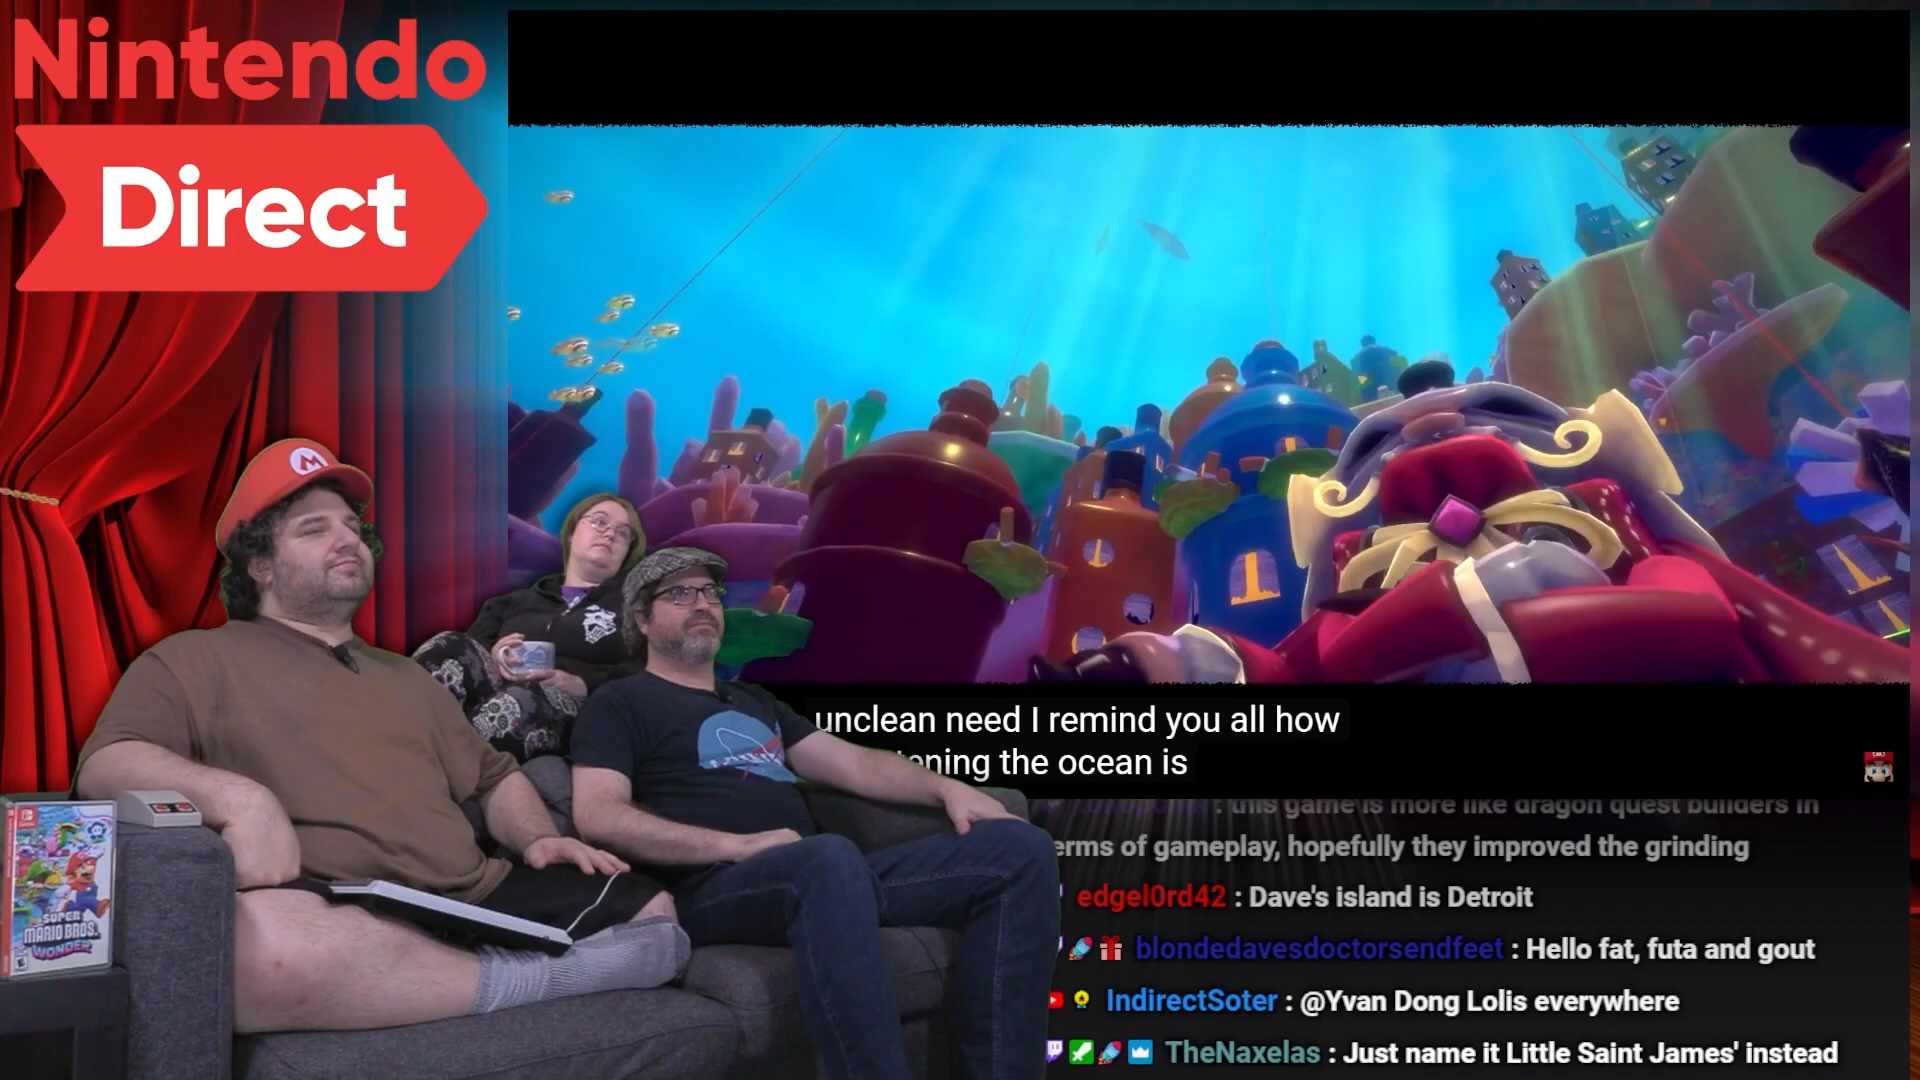 Nintendo
Direct
unclean need I remind you all how
ening the ocean is
: this game is more like dragon quest builders in
erms of gameplay, hopefully they improved the grinding
edgel0rd42 : Dave's island is Detroit
blondedavesdoctorsendfeet : Hello fat, futa and gout
IndirectSoter : @Yvan Dong Lolis everywhere
TheNaxelas : Just name it Little Saint James' instead
M
SUPER
MARIO BROS.
WONDER